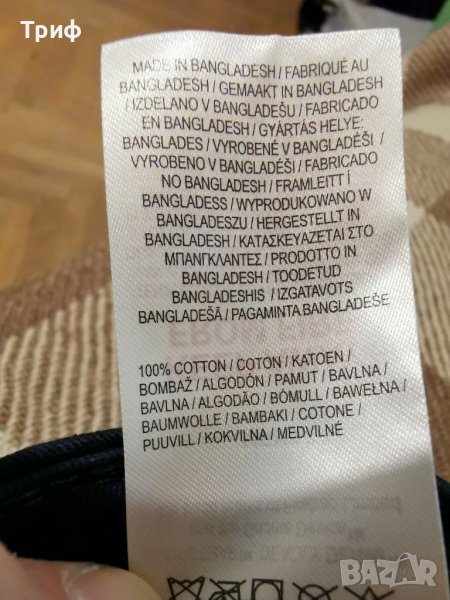 Триф
MADE IN BANGLADESH / FABRIQUÉ AU
BANGLADESH / GEMAAKT IN BANGLADESH
/ IZDELANO V BANGLADEŠU / FABRICADO
EN BANGLADESH / GYÁRTÁS HELYE:
BANGLADES / VYROBENÉ V BANGLADÉŠI /
VYROBENO V BANGLADÉŠI / FABRICADO
NO BANGLADESH / FRAMLEITT Í
BANGLADESS / WYPRODUKOWANO W
BANGLADESZU / HERGESTELLT IN
BANGLADESH / ΚΑΤΑΣΚΕΥΑΖΕΤΑΙ ΣΤΟ
ΜΠΑΝΓΚΛΑΝΤΕΣ / PRODOTTO IN
BANGLADESH / TOODETUD
BANGLADESHIS / IZGATAVOTS
BANGLADEŠĀ / PAGAMINTA BANGLADEŠE
100% COTTON / COTON / KATOEN /
BOMBAŽ / ALGODÓN / PAMUT / BAVLNA /
BAVLNA / ALGODÃO / BÓMULL / BAWEŁNA /
BAUMWOLLE / ΒΑΜΒΑΚΙ / COTONE /
PUUVILL / KOKVILNA / MEDVILNĖ
BAZAR